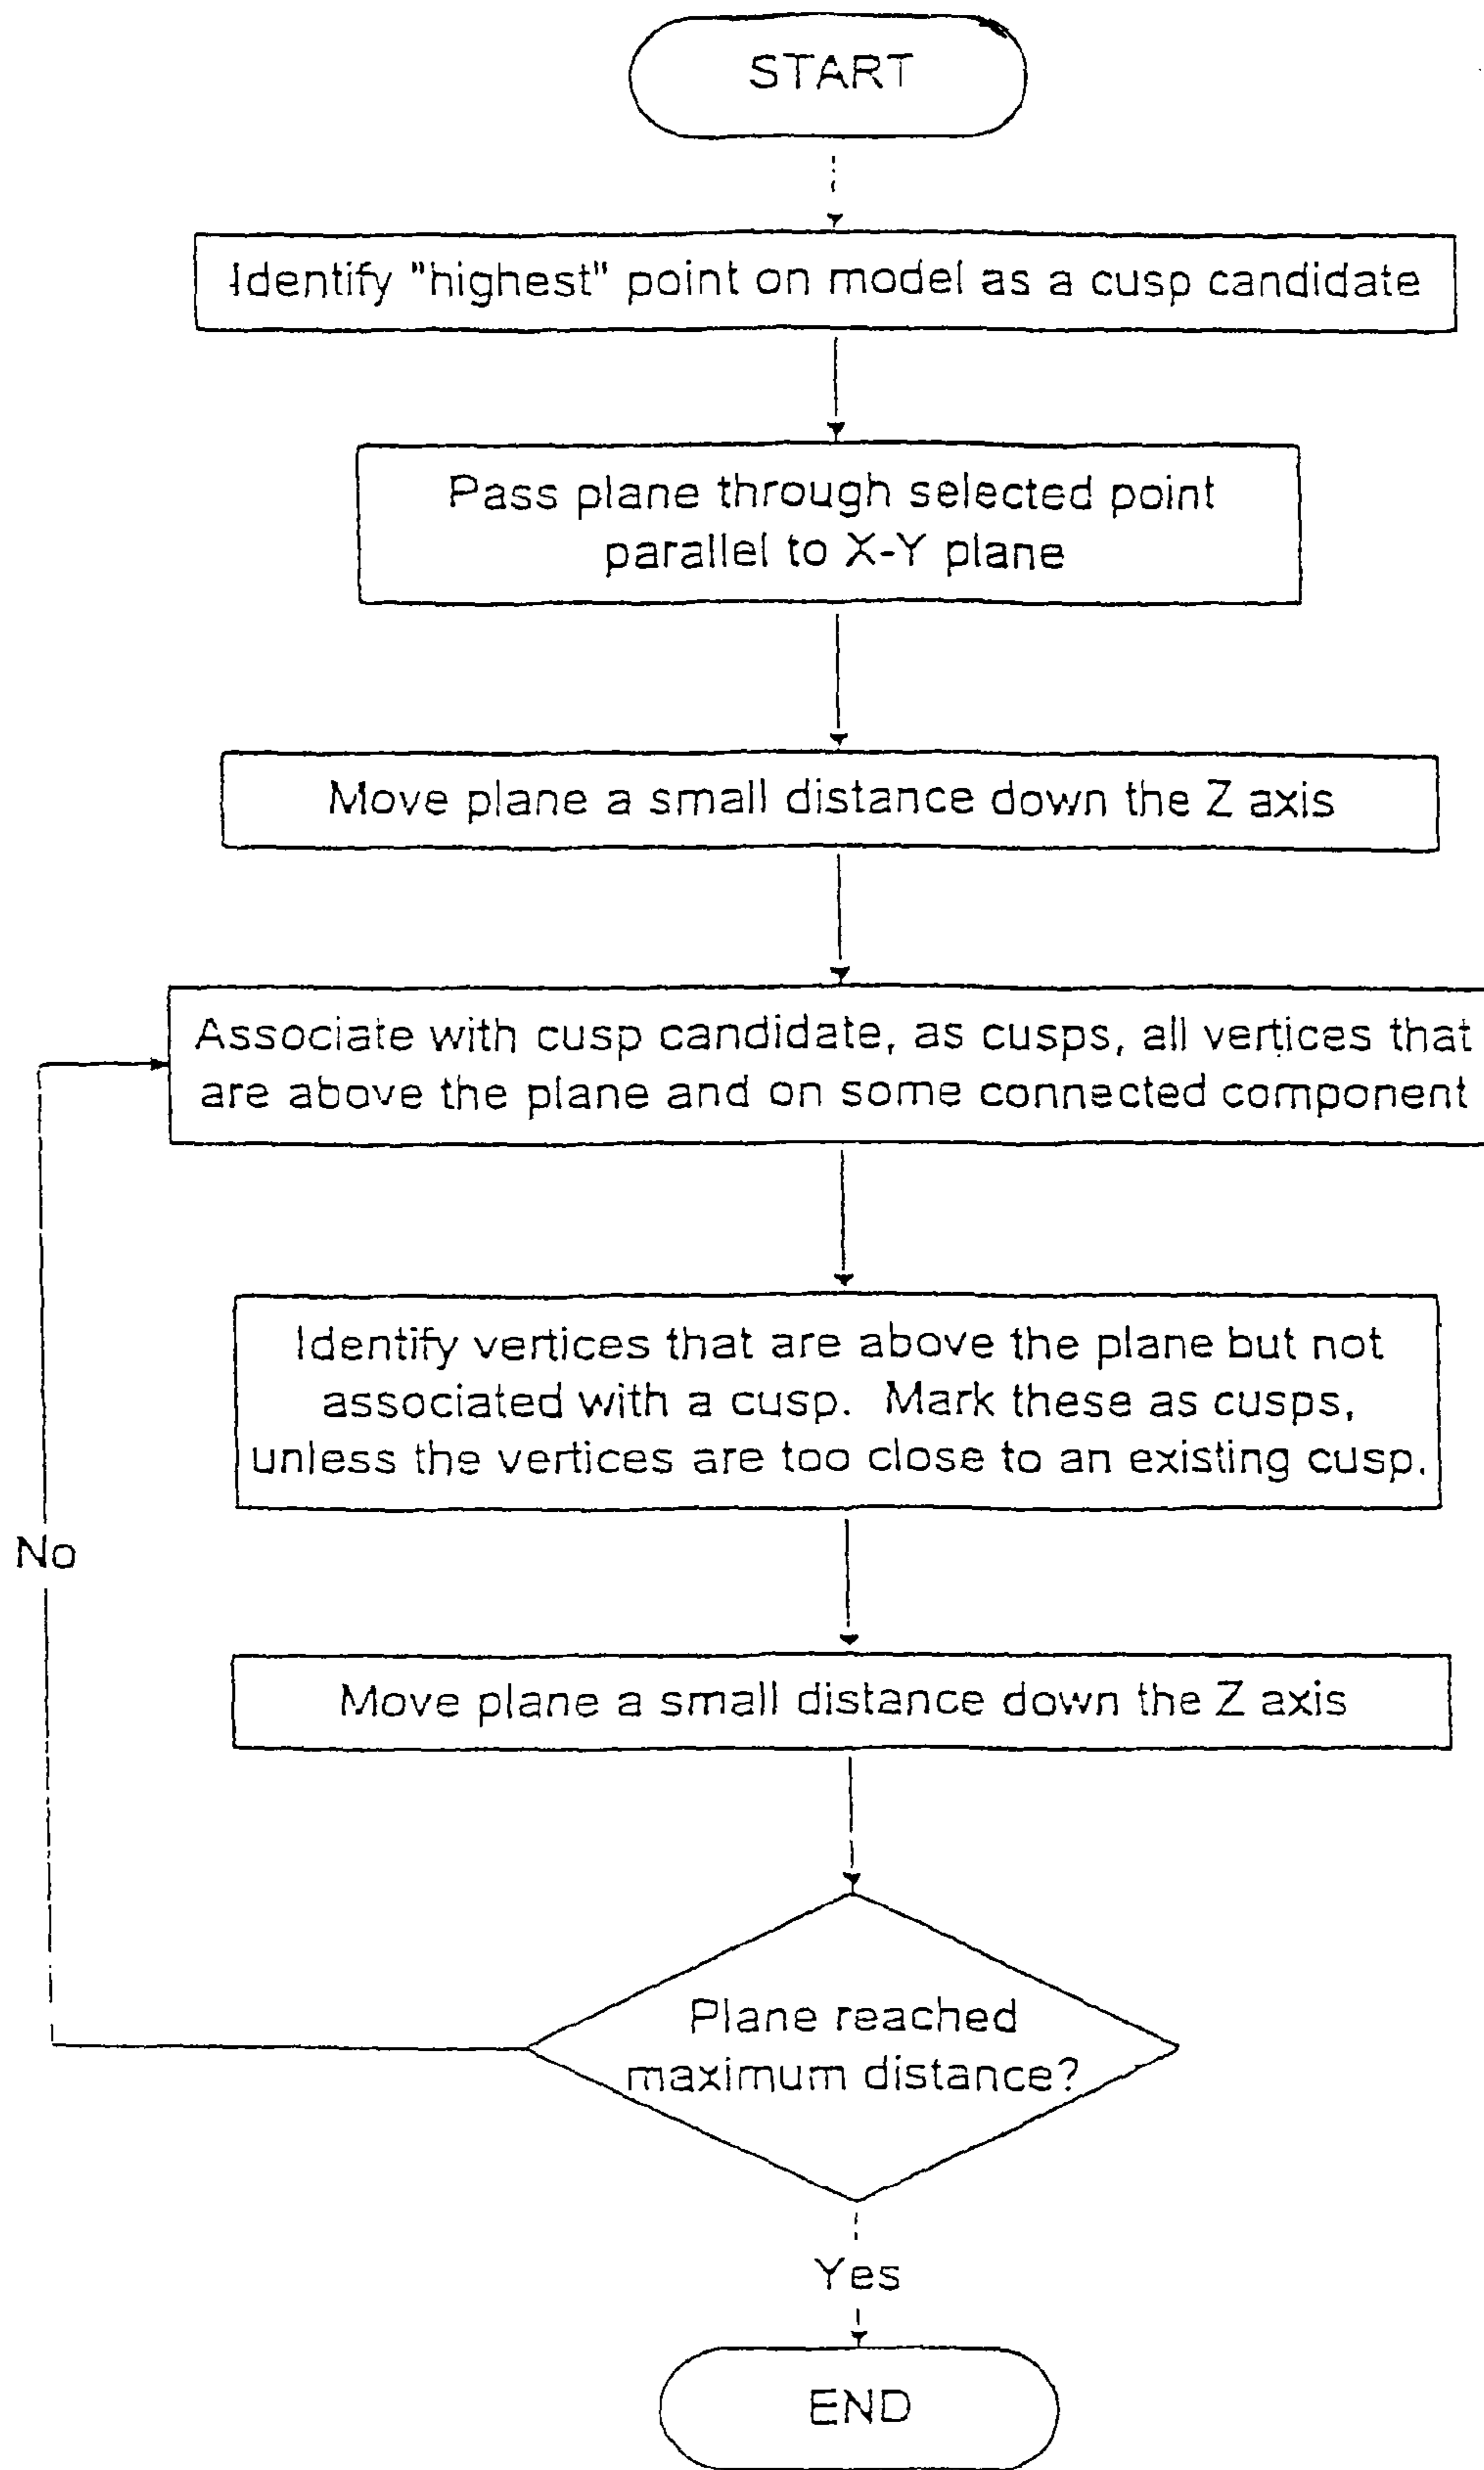 START
Identify "highest" point on model as a cusp candidate
Pass plane through selected point
parallel to X-Y plane
Move plane a small distance down the Z axis
Associate with cusp candidate, as cusps, all vertices that
are above the plane and on some connected component
Identify vertices that are above the plane but not
associated with a cusp. Mark these as cusps,
unless the vertices are too close to an existing cusp.
No
Move plane a small distance down the Z axis
Plane reached
maximum distance?
Yes
END